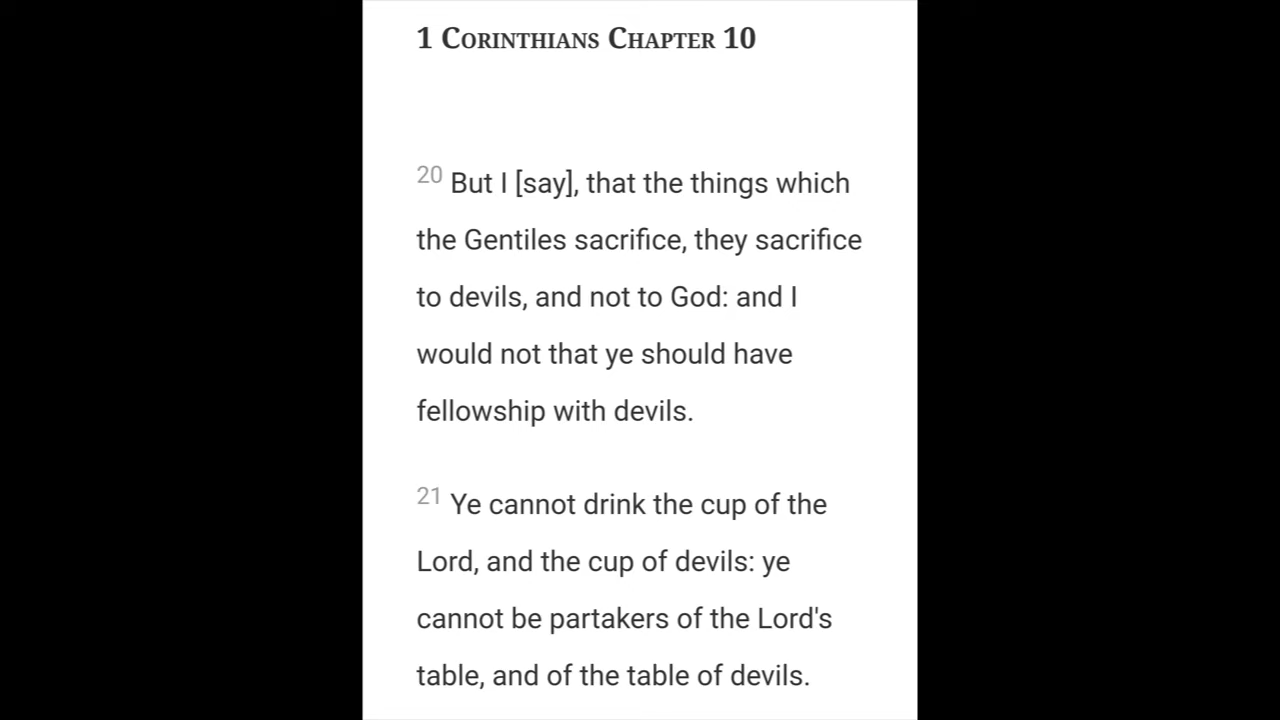 1 Corinthians Chapter 10
20 But I [say], that the things which
the Gentiles sacrifice, they sacrifice
to devils, and not to God: and I
would not that ye should have
fellowship with devils.
21 Ye cannot drink the cup of the
Lord, and the cup of devils: ye
cannot be partakers of the Lord's
table, and of the table of devils.